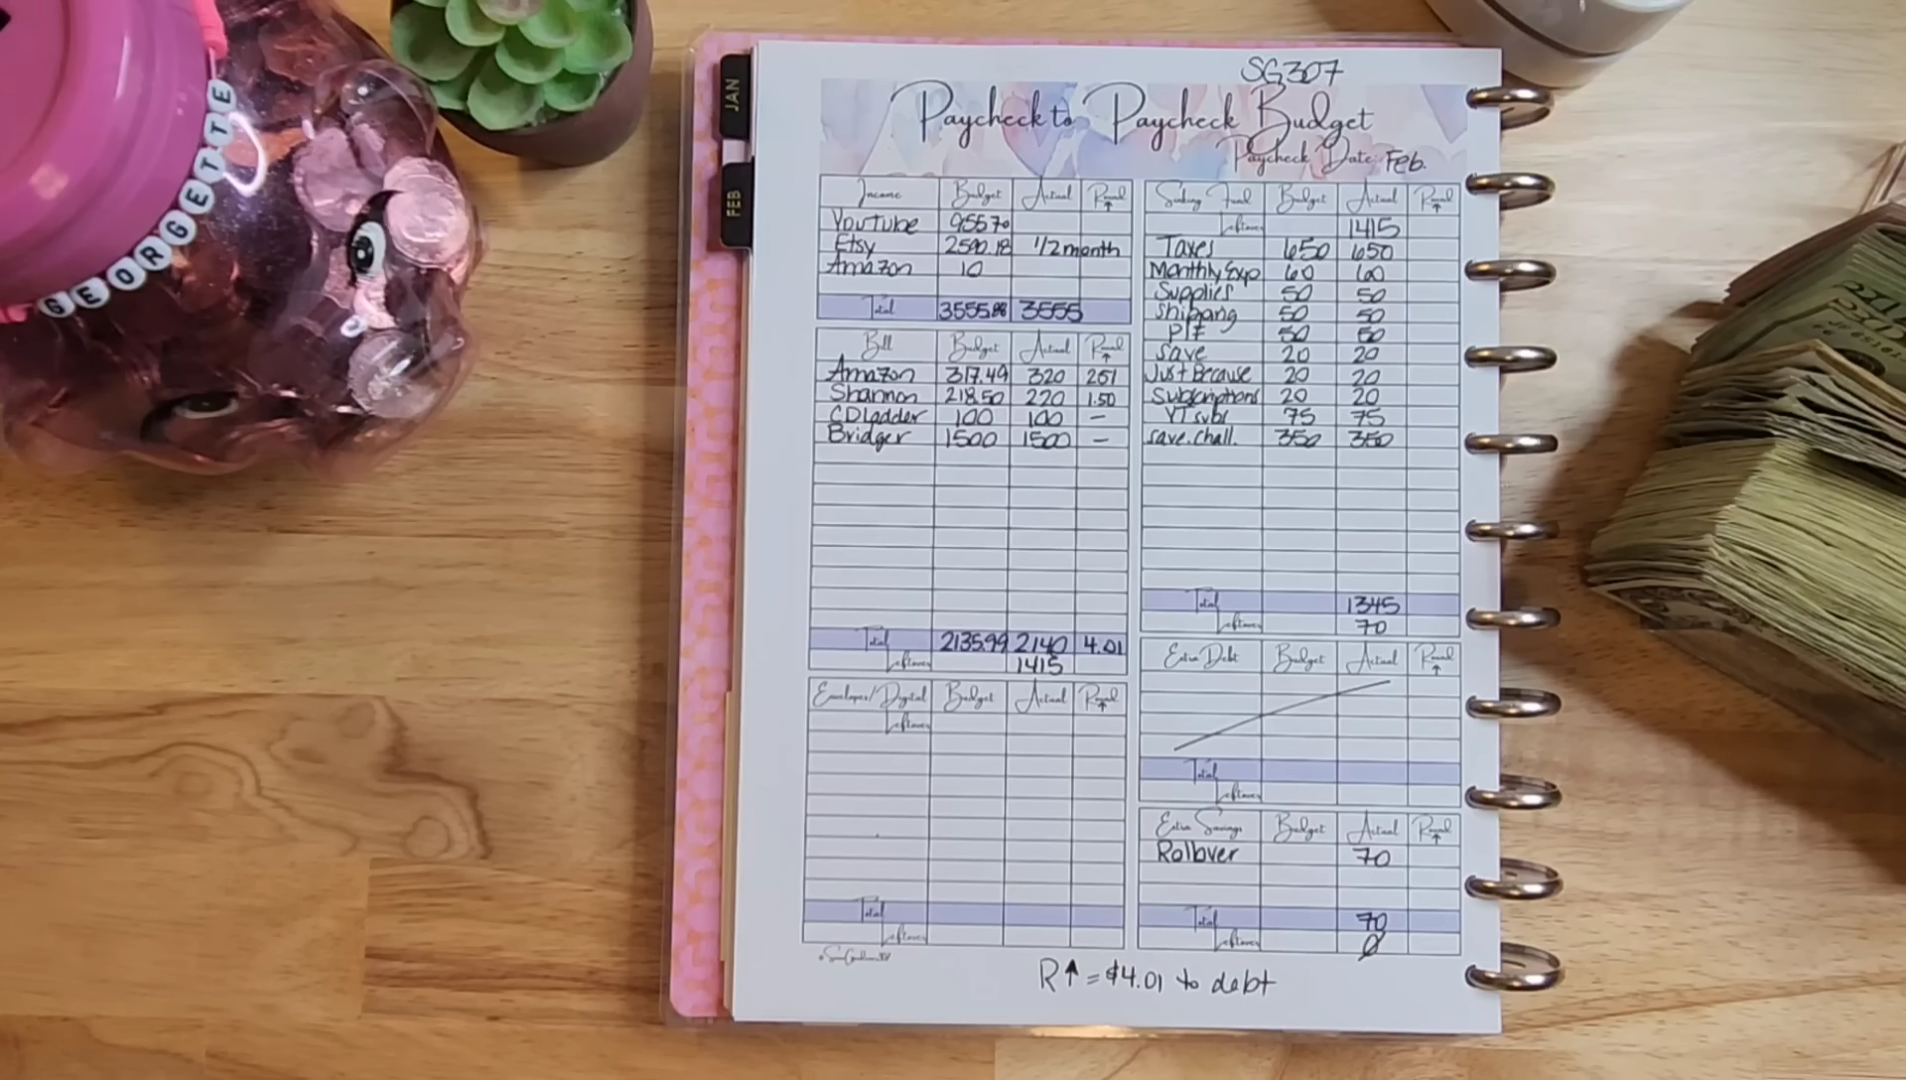 GEORGETTE
JAN
FEB
SG307
Paycheck to Paycheck Budget
Paycheck Date: Feb.
Income Budget Actual Round ↑
YouTube 955.70
Etsy 2590.18 1/2 month
Amazon 10
Total 3555.88 3555
Bill Budget Actual Round ↑
Amazon 317.49 320 2.51
Shannon 218.50 220 1.50
CD Ladder 100 100 —
Bridger 1500 1500 —
Total 2135.99 2140 4.01
Leftover 1415
Envelopes/Digital Budget Actual Round ↑
Leftover
Total
Leftover
Sinking Fund Budget Actual Round ↑
Leftover 1415
Taxes 650 650
Monthly Exp 60 60
Supplies 50 50
Shipping 50 50
PIF 50 50
Save 20 20
Just Because 20 20
Subscriptions 20 20
YT subs 75 75
save.chall. 350 350
Total 1345
Leftover 70
Extra Debt Budget Actual Round ↑
Total
Leftover
Extra Savings Budget Actual Round ↑
Rollover 70
Total 70
Leftover 0
R↑ = $4.01 to debt